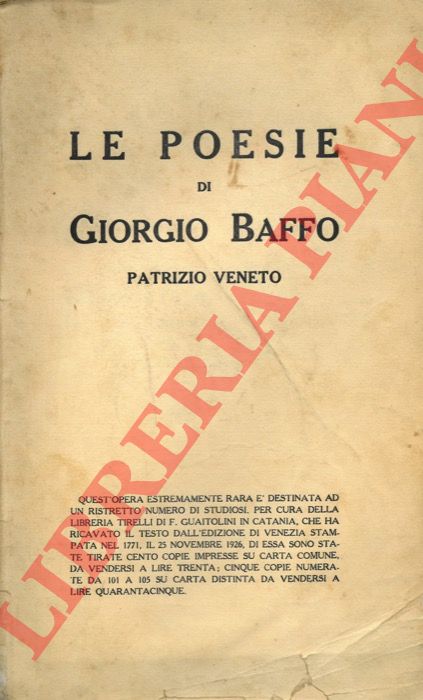 LE POESIE
DI
GIORGIO BAFFO
PATRIZIO VENETO
QUEST'OPERA ESTREMAMENTE RARA E' DESTINATA AD
UN RISTRETTO NUMERO DI STUDIOSI. PER CURA DELLA
LIBRERIA TIRELLI DI F. GUAITOLINI IN CATANIA, CHE HA
RICAVATO IL TESTO DALL'EDIZIONE DI VENEZIA STAM-
PATA NEL 1771, IL 25 NOVEMBRE 1926, DI ESSA SONO STA-
TE TIRATE CENTO COPIE IMPRESSE SU CARTA COMUNE,
DA VENDERSI A LIRE TRENTA; CINQUE COPIE NUMERA-
TE DA 101 A 105 SU CARTA DISTINTA DA VENDERSI A
LIRE QUARANTACINQUE.
LIBRERIA PIANI